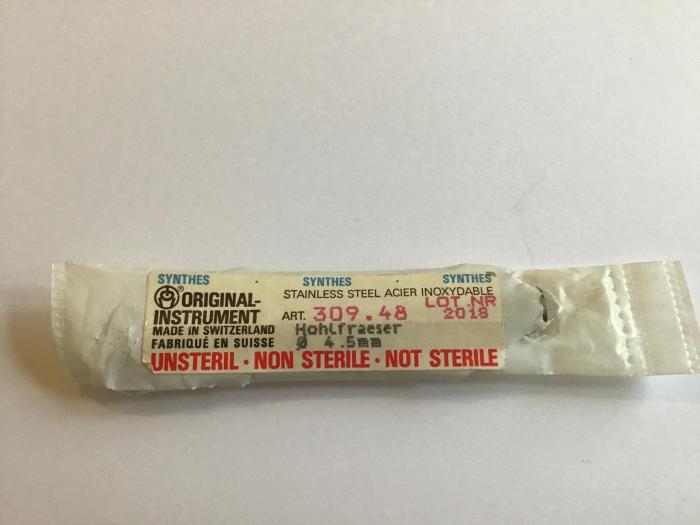 SYNTHES SYNTHES SYNTHES
ORIGINAL- STAINLESS STEEL ACIER INOXYDABLE
INSTRUMENT ART. 309.48 LOT.NR
MADE IN SWITZERLAND Hohlfraeser 2018
FABRIQUÉ EN SUISSE Ø 4.5mm
UNSTERIL · NON STERILE · NOT STERILE